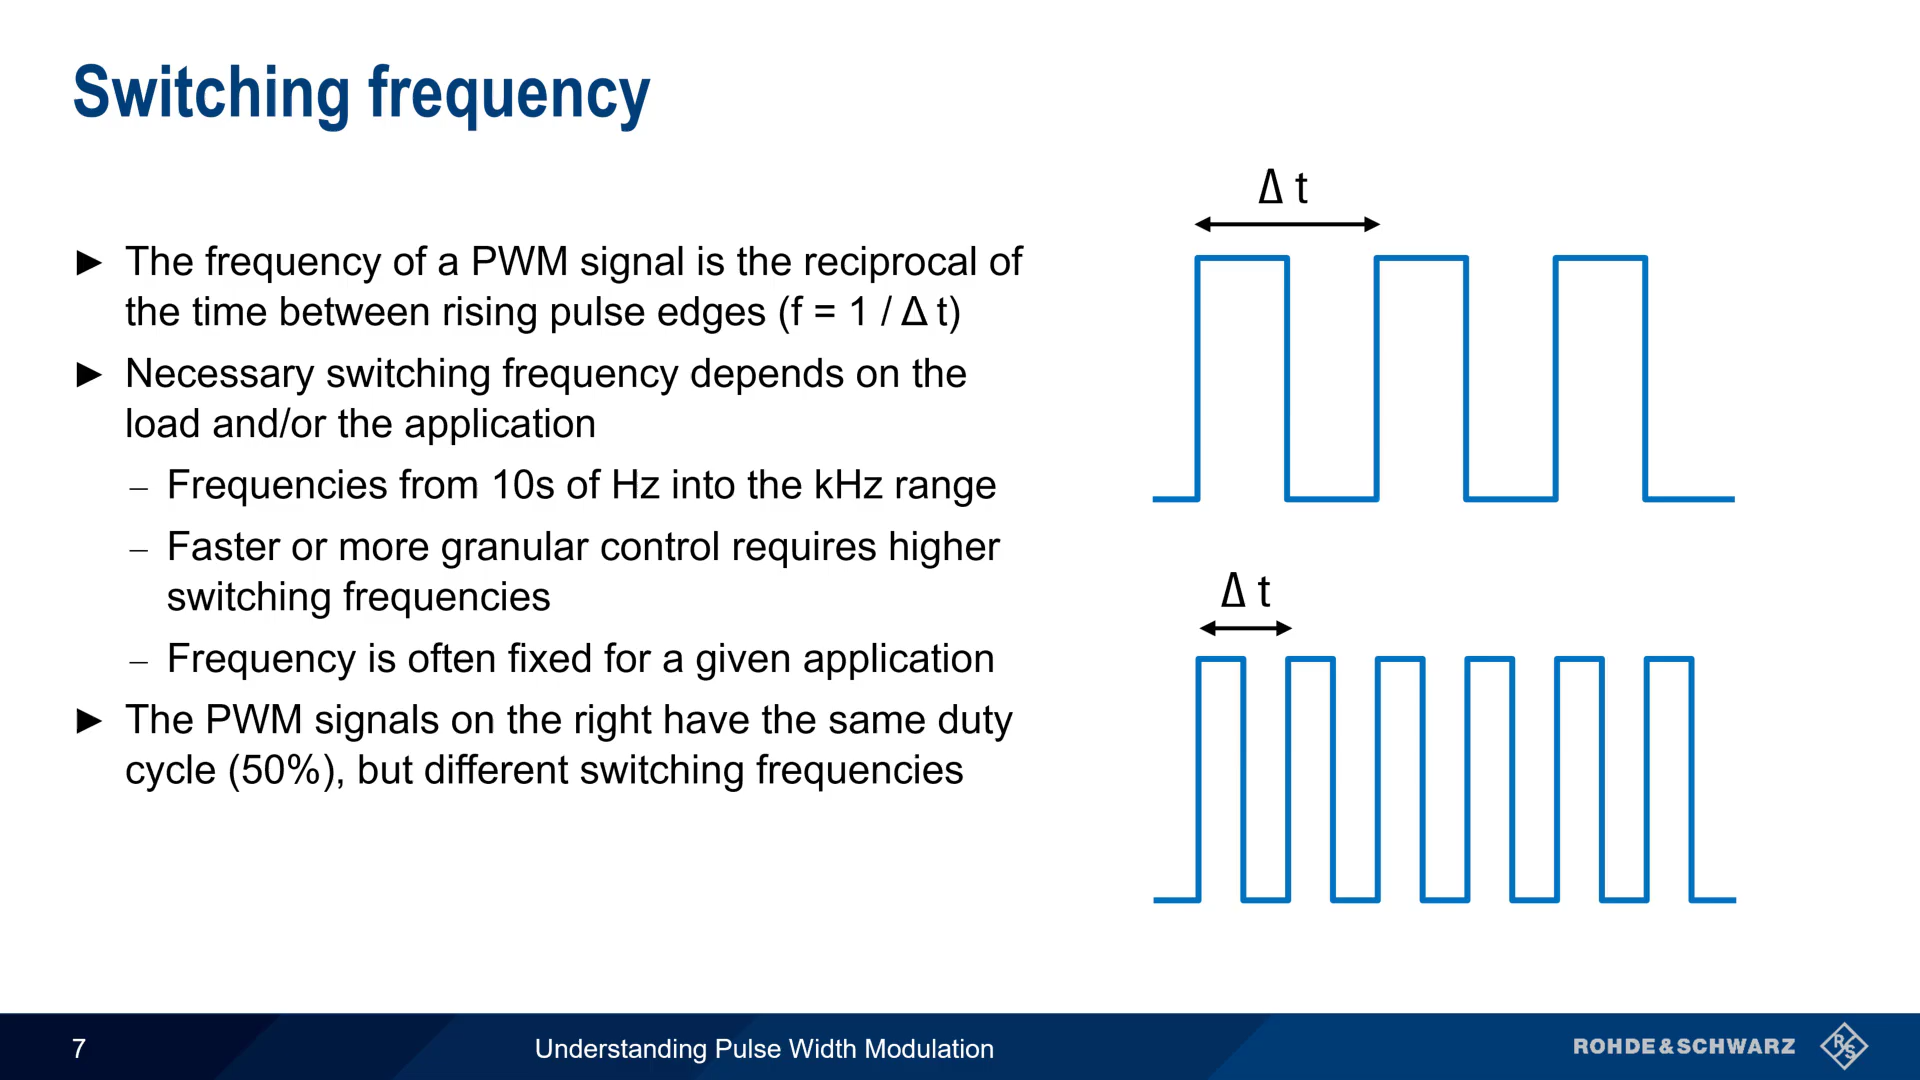 Switching frequency
► The frequency of a PWM signal is the reciprocal of
the time between rising pulse edges (f = 1 / Δ t)
► Necessary switching frequency depends on the
load and/or the application
– Frequencies from 10s of Hz into the kHz range
– Faster or more granular control requires higher
switching frequencies
– Frequency is often fixed for a given application
► The PWM signals on the right have the same duty
cycle (50%), but different switching frequencies
Δ t
Δ t
7
Understanding Pulse Width Modulation
ROHDE&SCHWARZ
R S